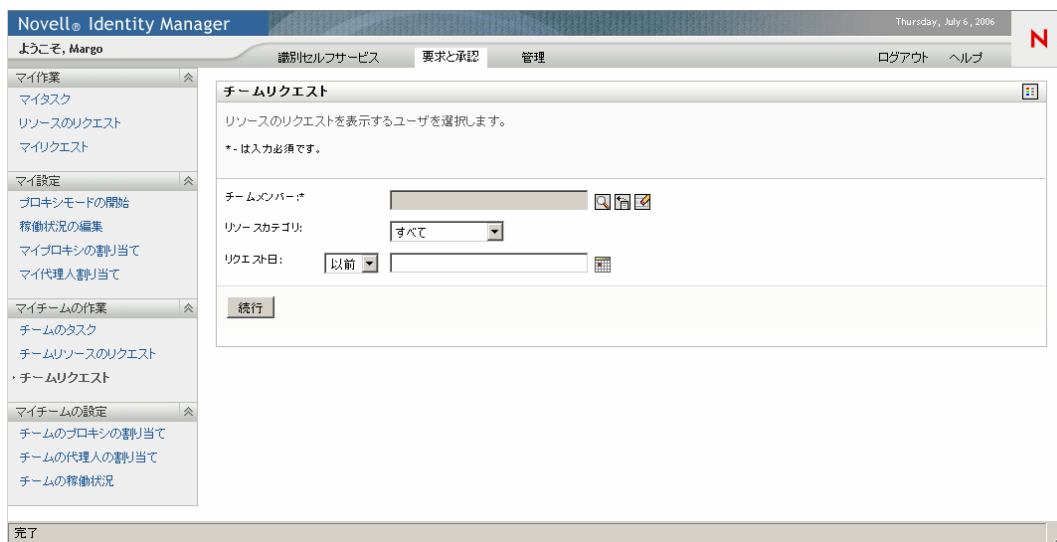 Novell® Identity Manager
Thursday, July 6, 2006
N
ようこそ, Margo
識別セルフサービス 要求と承認 管理 ログアウト ヘルプ
マイ作業
マイタスク
リソースのリクエスト
マイリクエスト
マイ設定
プロキシモードの開始
稼働状況の編集
マイプロキシの割り当て
マイ代理人割り当て
マイチームの作業
チームのタスク
チームリソースのリクエスト
チームリクエスト
マイチームの設定
チームのプロキシの割り当て
チームの代理人の割り当て
チームの稼働状況
チームリクエスト
リソースのリクエストを表示するユーザを選択します。
*- は入力必須です。
チームメンバー:*
リソースカテゴリ: すべて
リクエスト日: 以前
続行
完了